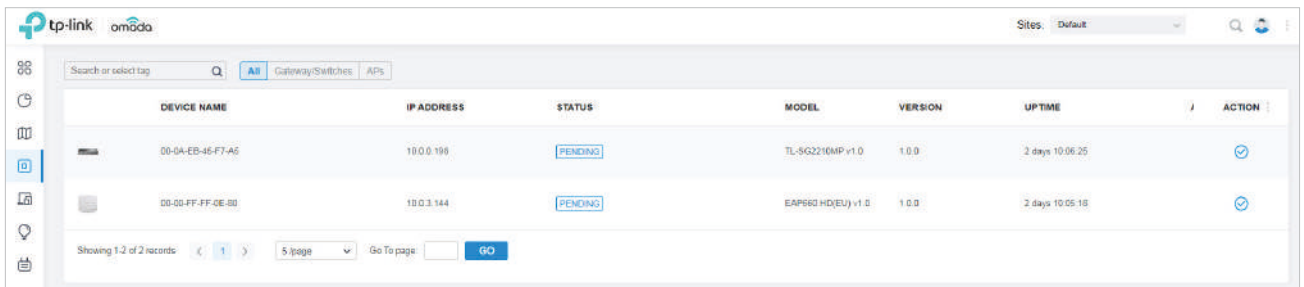 tp-link omada Sites: Default
Search or select tag All Gateway/Switches APs
DEVICE NAME IP ADDRESS STATUS MODEL VERSION UPTIME ACTION
00-0A-EB-46-F7-A5 10.0.0.196 PENDING TL-SG2210MP v1.0 1.0.0 2 days 10:06:25
00-00-FF-FF-0E-80 10.0.3.144 PENDING EAP660 HD(EU) v1.0 1.0.0 2 days 10:05:16
Showing 1-2 of 2 records < 1 > 5 /page Go To page: GO